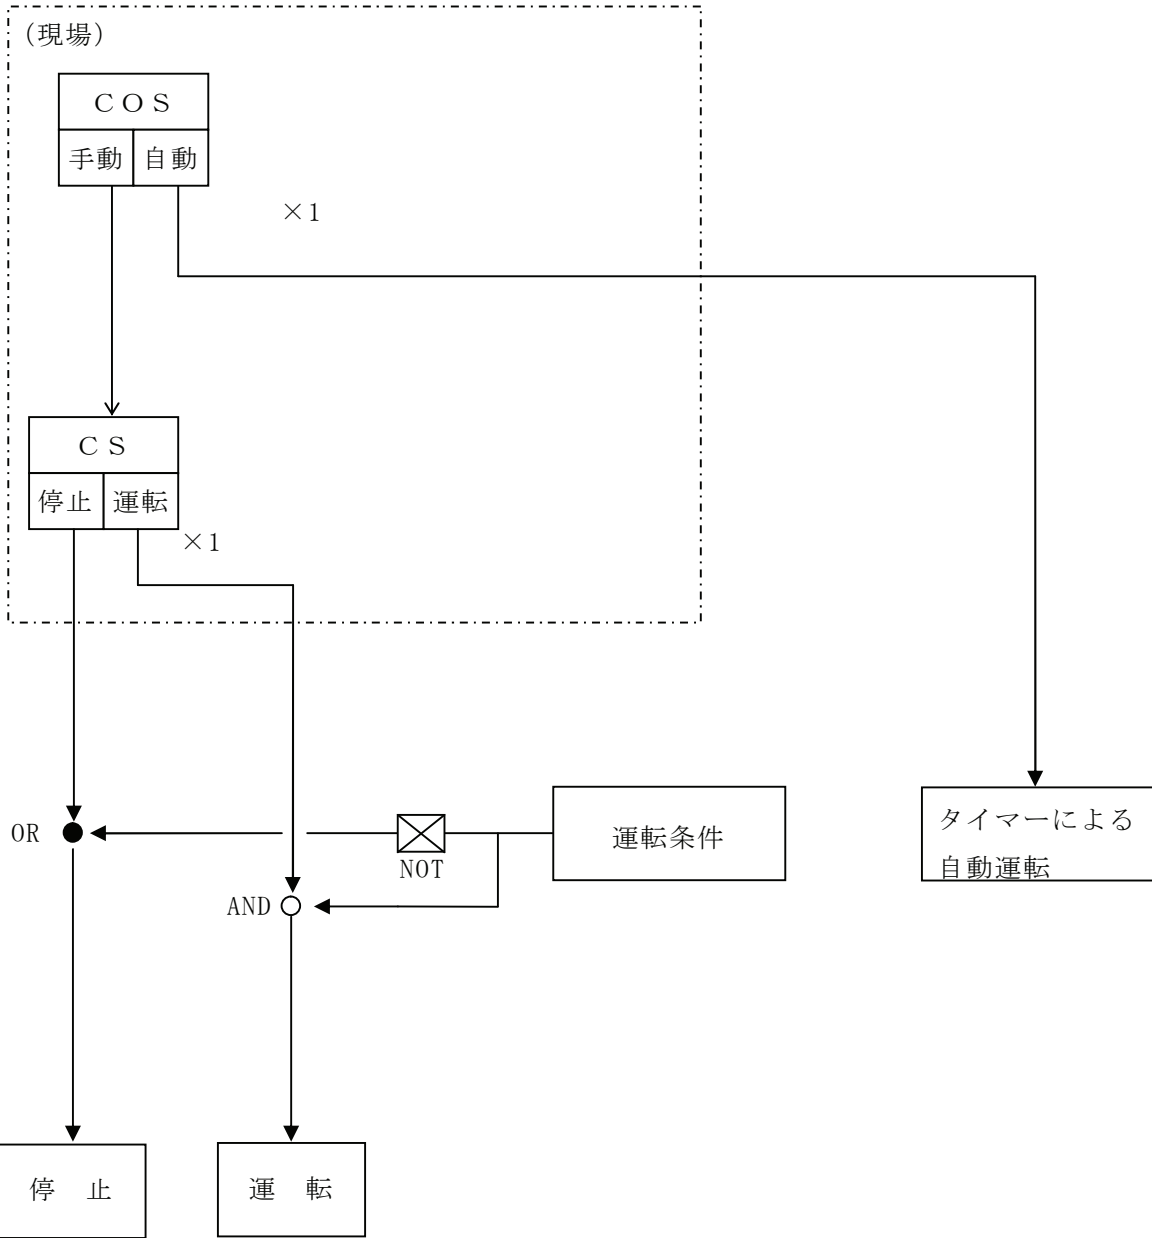 (現場)
ＣＯＳ
手動 自動
×1
ＣＳ
停止 運転
×1
OR
NOT
運転条件
タイマーによる
自動運転
AND
停　止
運　転